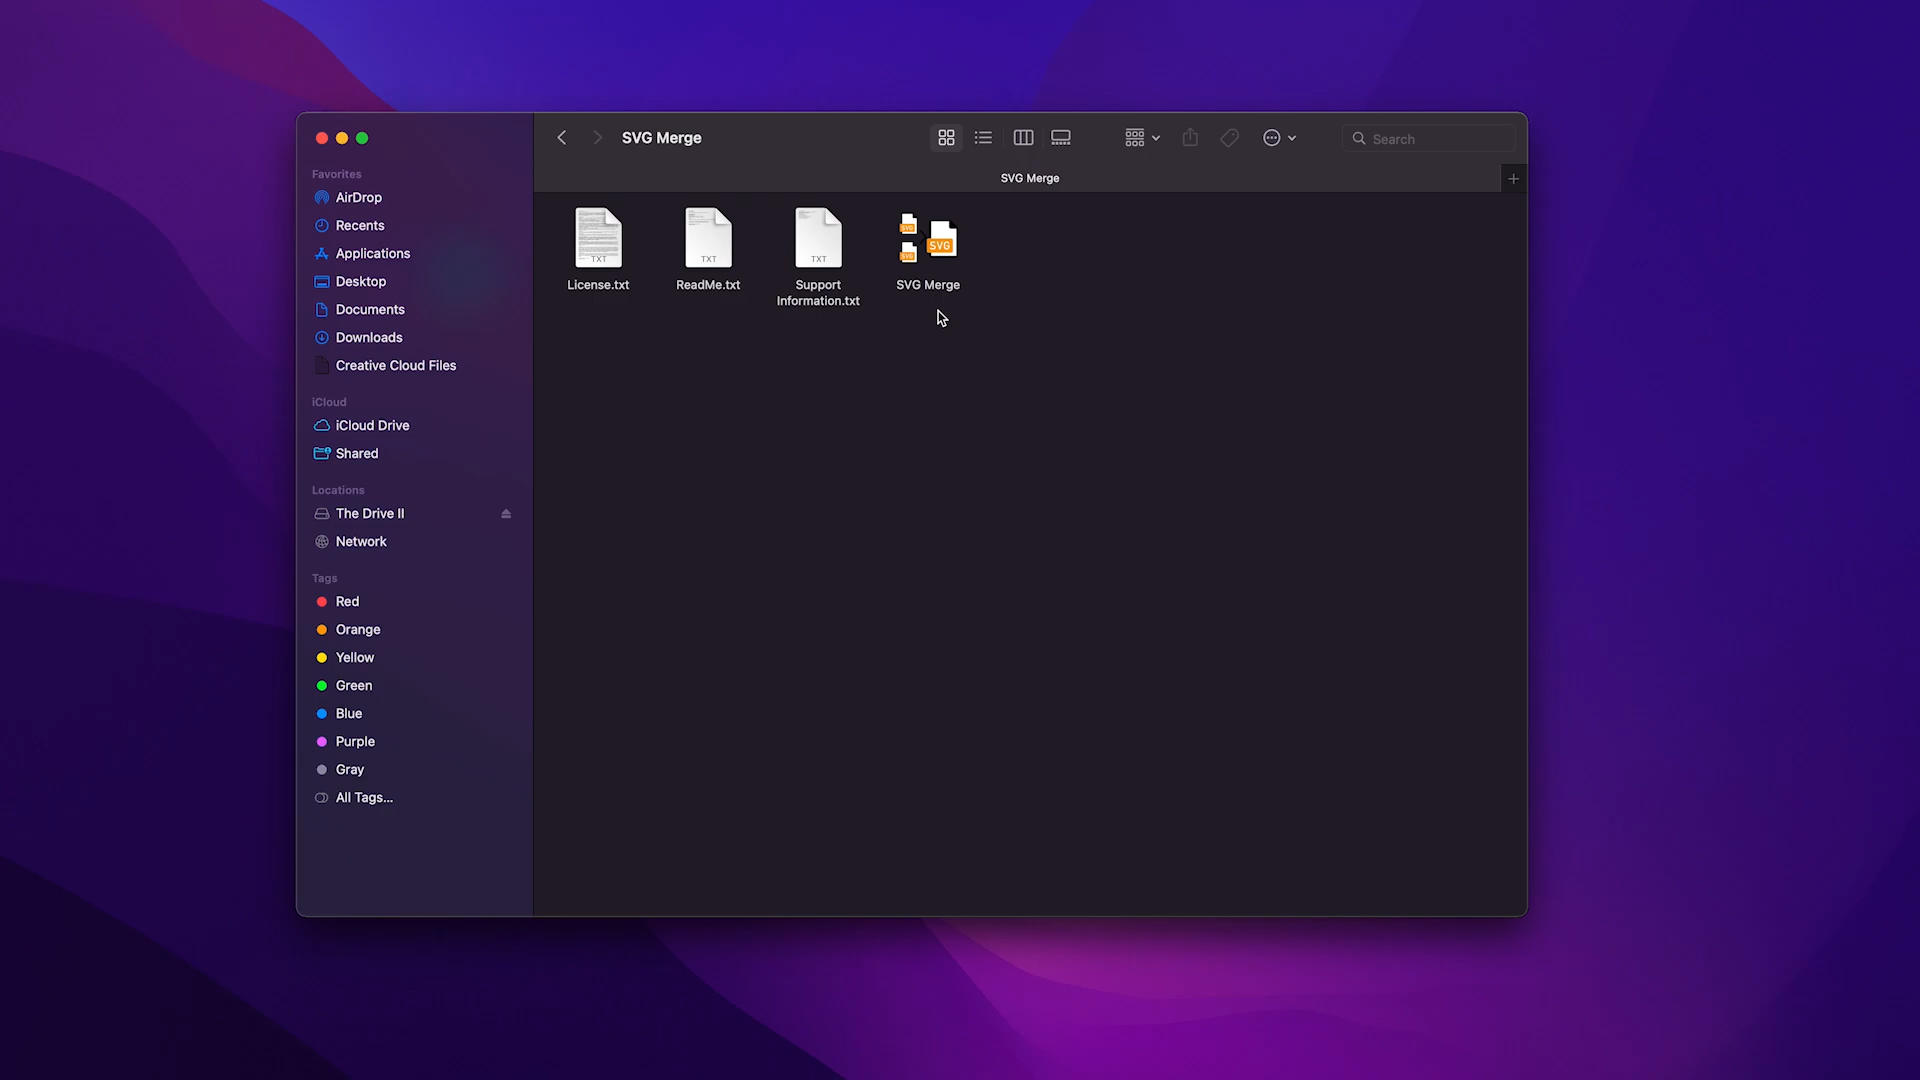 SVG Merge
Search
SVG Merge
Favorites
AirDrop
Recents
Applications
Desktop
Documents
Downloads
Creative Cloud Files
iCloud
iCloud Drive
Shared
Locations
The Drive II
Network
Tags
Red
Orange
Yellow
Green
Blue
Purple
Gray
All Tags...
TXT
License.txt
TXT
ReadMe.txt
TXT
Support
Information.txt
SVG
SVG
SVG
SVG Merge